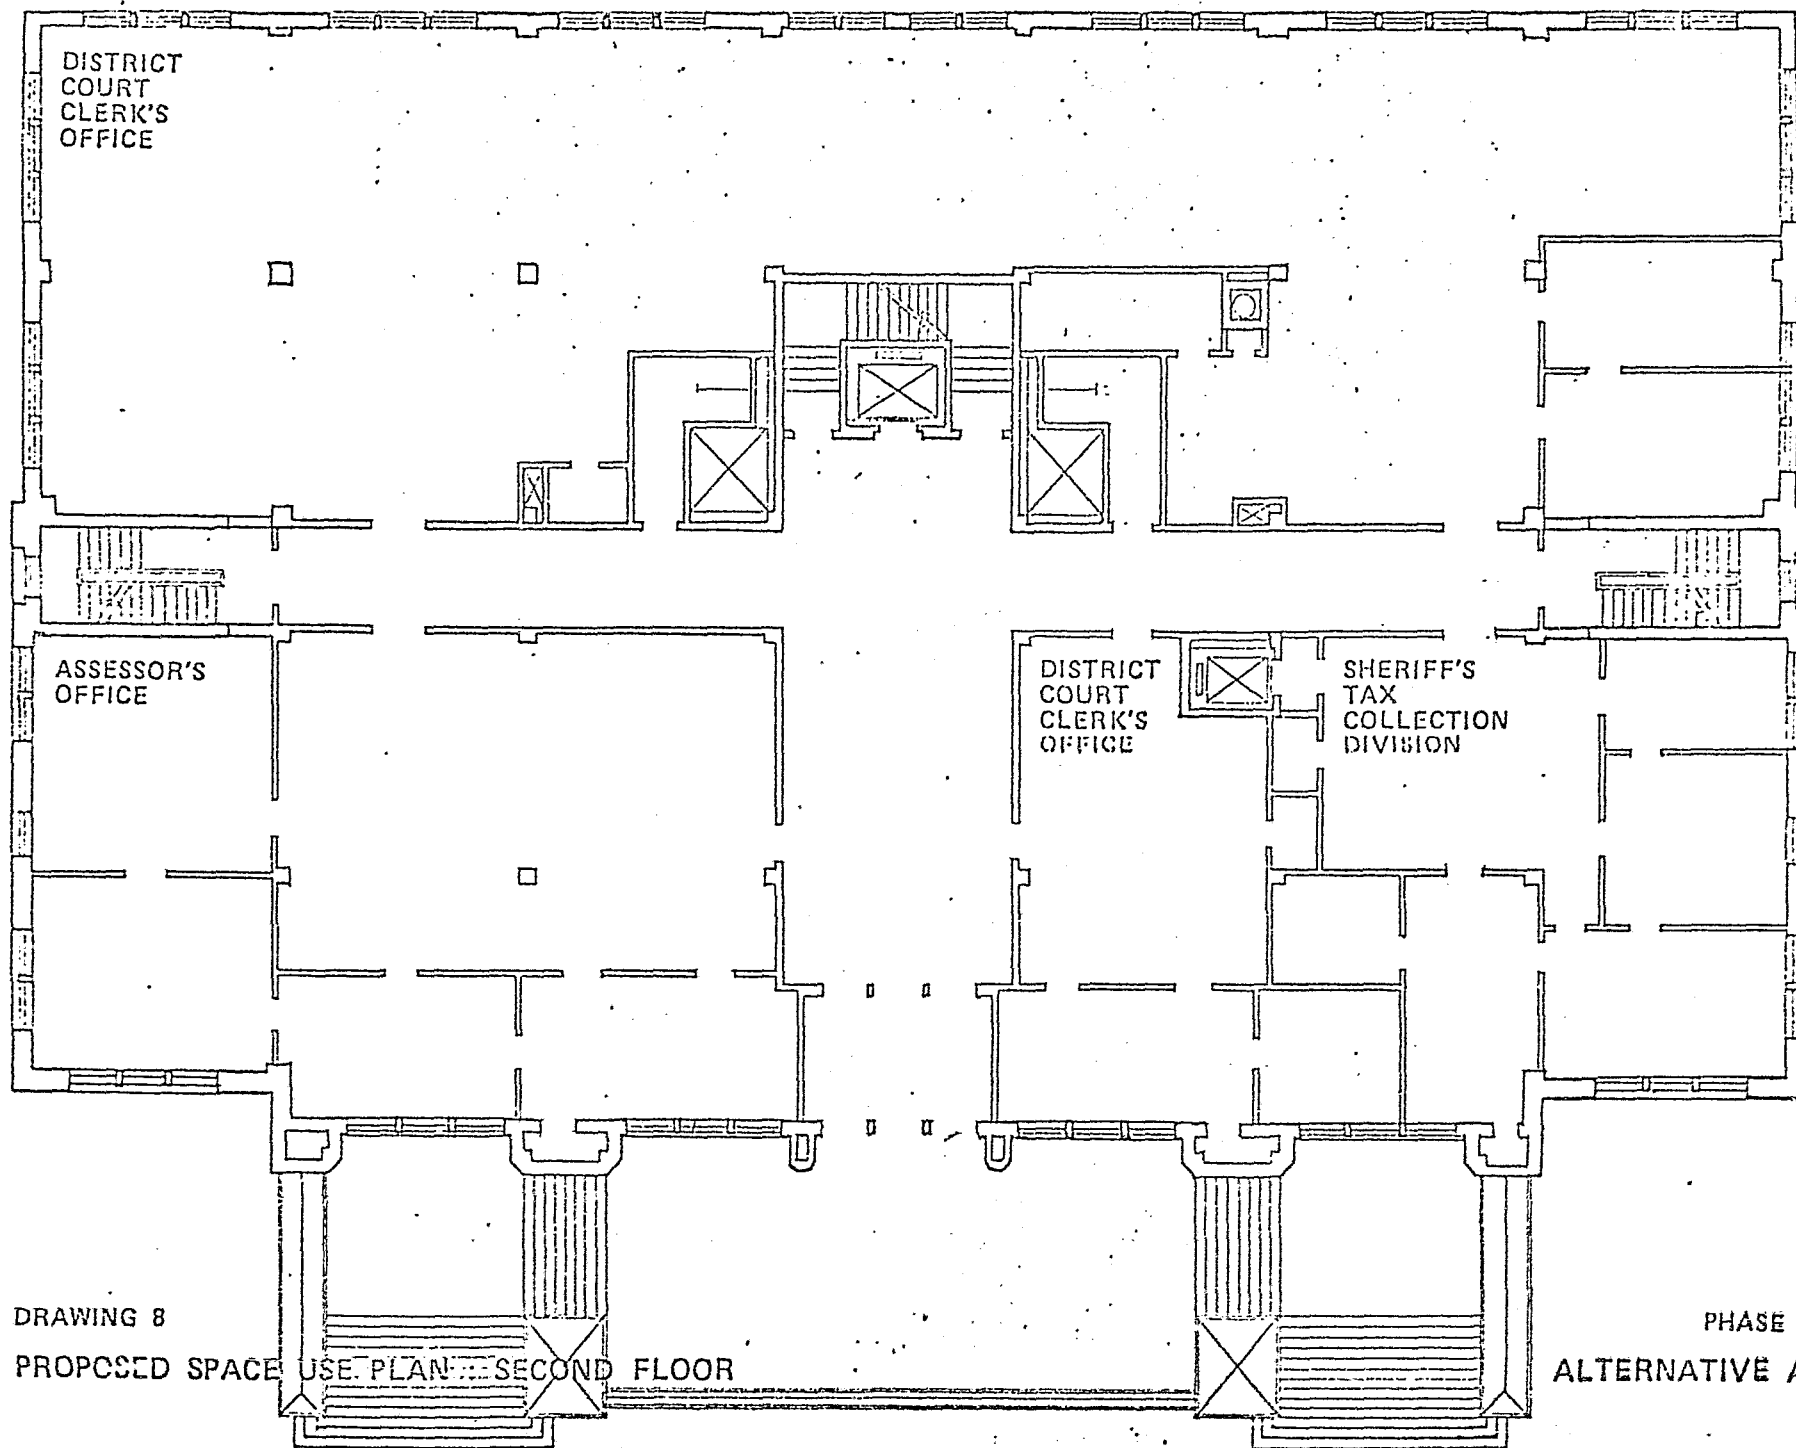 DISTRICT
COURT
CLERK'S
OFFICE
ASSESSOR'S
OFFICE
DISTRICT
COURT
CLERK'S
OFFICE
SHERIFF'S
TAX
COLLECTION
DIVISION
DRAWING 8
PROPOSED SPACE USE PLAN SECOND FLOOR
PHASE
ALTERNATIVE A